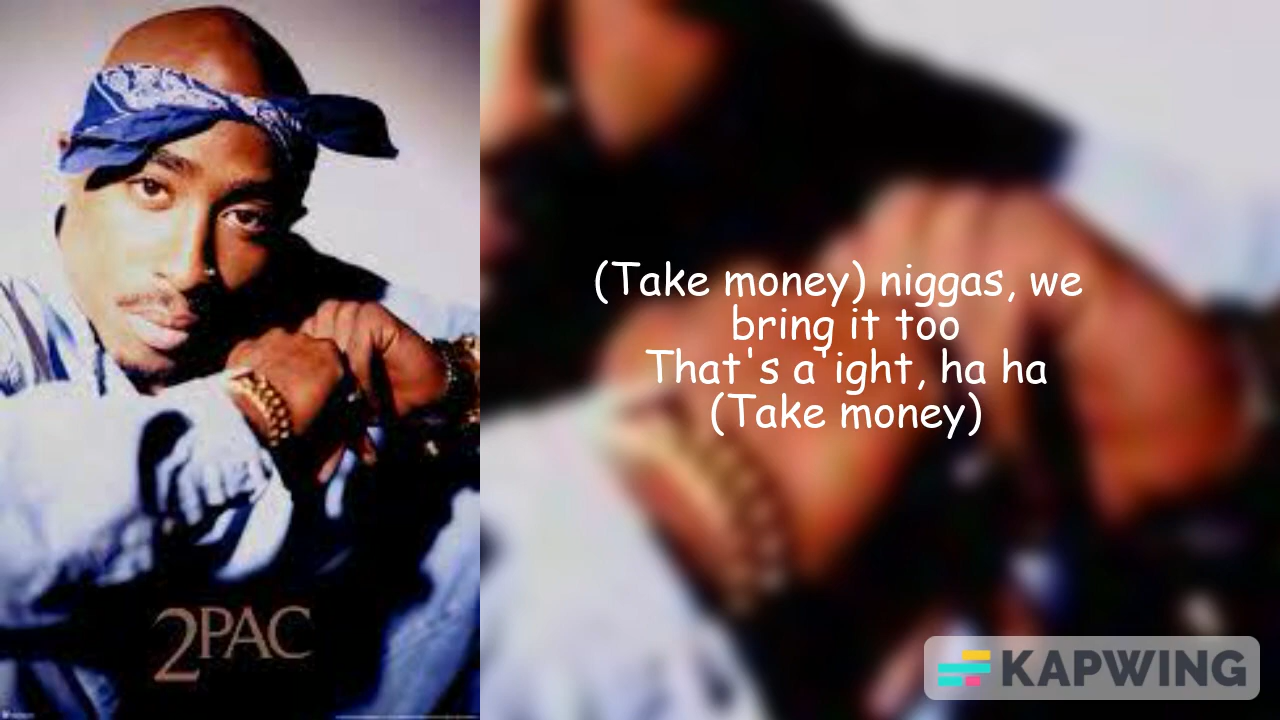 (Take money) niggas, we
bring it too
That's a'ight, ha ha
(Take money)
2PAC
KAPWING